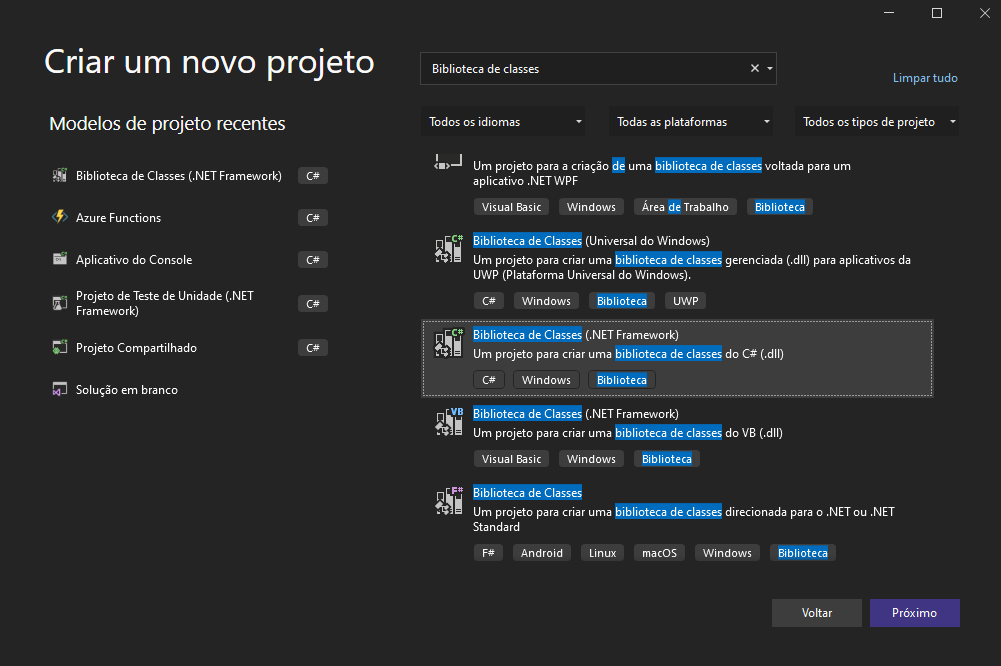 Criar um novo projeto
Biblioteca de classes
Limpar tudo
Modelos de projeto recentes
Todos os idiomas
Todas as plataformas
Todos os tipos de projeto
Biblioteca de Classes (.NET Framework)
C#
Azure Functions
C#
Aplicativo do Console
C#
Projeto de Teste de Unidade (.NET
Framework)
C#
Projeto Compartilhado
C#
Solução em branco
Um projeto para a criação de uma biblioteca de classes voltada para um
aplicativo .NET WPF
Visual Basic
Windows
Área de Trabalho
Biblioteca
C#
Biblioteca de Classes (Universal do Windows)
Um projeto para criar uma biblioteca de classes gerenciada (.dll) para aplicativos da
UWP (Plataforma Universal do Windows).
C#
Windows
Biblioteca
UWP
C#
Biblioteca de Classes (.NET Framework)
Um projeto para criar uma biblioteca de classes do C# (.dll)
C#
Windows
Biblioteca
VB
Biblioteca de Classes (.NET Framework)
Um projeto para criar uma biblioteca de classes do VB (.dll)
Visual Basic
Windows
Biblioteca
F#
Biblioteca de Classes
Um projeto para criar uma biblioteca de classes direcionada para o .NET ou .NET
Standard
F#
Android
Linux
macOS
Windows
Biblioteca
Voltar
Próximo